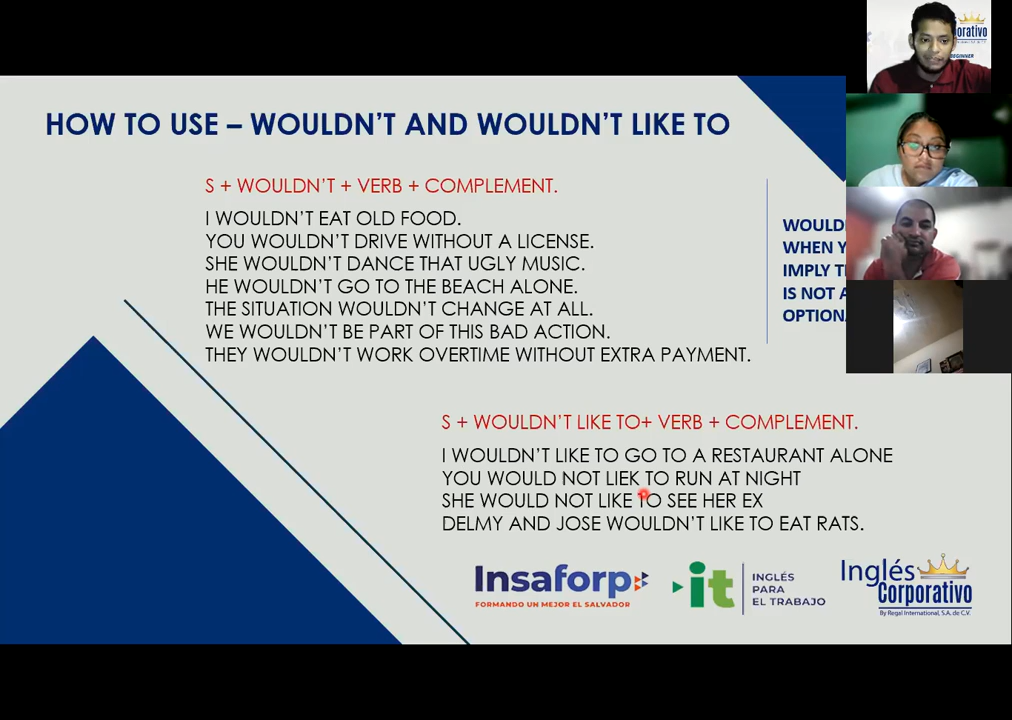 HOW TO USE – WOULDN'T AND WOULDN'T LIKE TO
S + WOULDN'T + VERB + COMPLEMENT.
I WOULDN'T EAT OLD FOOD.
YOU WOULDN'T DRIVE WITHOUT A LICENSE.
SHE WOULDN'T DANCE THAT UGLY MUSIC.
HE WOULDN'T GO TO THE BEACH ALONE.
THE SITUATION WOULDN'T CHANGE AT ALL.
WE WOULDN'T BE PART OF THIS BAD ACTION.
THEY WOULDN'T WORK OVERTIME WITHOUT EXTRA PAYMENT.
WHEN
IS NOT
S + WOULDN'T LIKE TO+ VERB + COMPLEMENT.
I WOULDN'T LIKE TO GO TO A RESTAURANT ALONE
YOU WOULD NOT LIEK TO RUN AT NIGHT
SHE WOULD NOT LIKE TO SEE HER EX
DELMY AND JOSE WOULDN'T LIKE TO EAT RATS.
Insaforp
FORMANDO UN MEJOR EL SALVADOR
it
INGLÉS
PARA
EL TRABAJO
Inglés
Corporativo
By Regal International, S.A. de C.V.